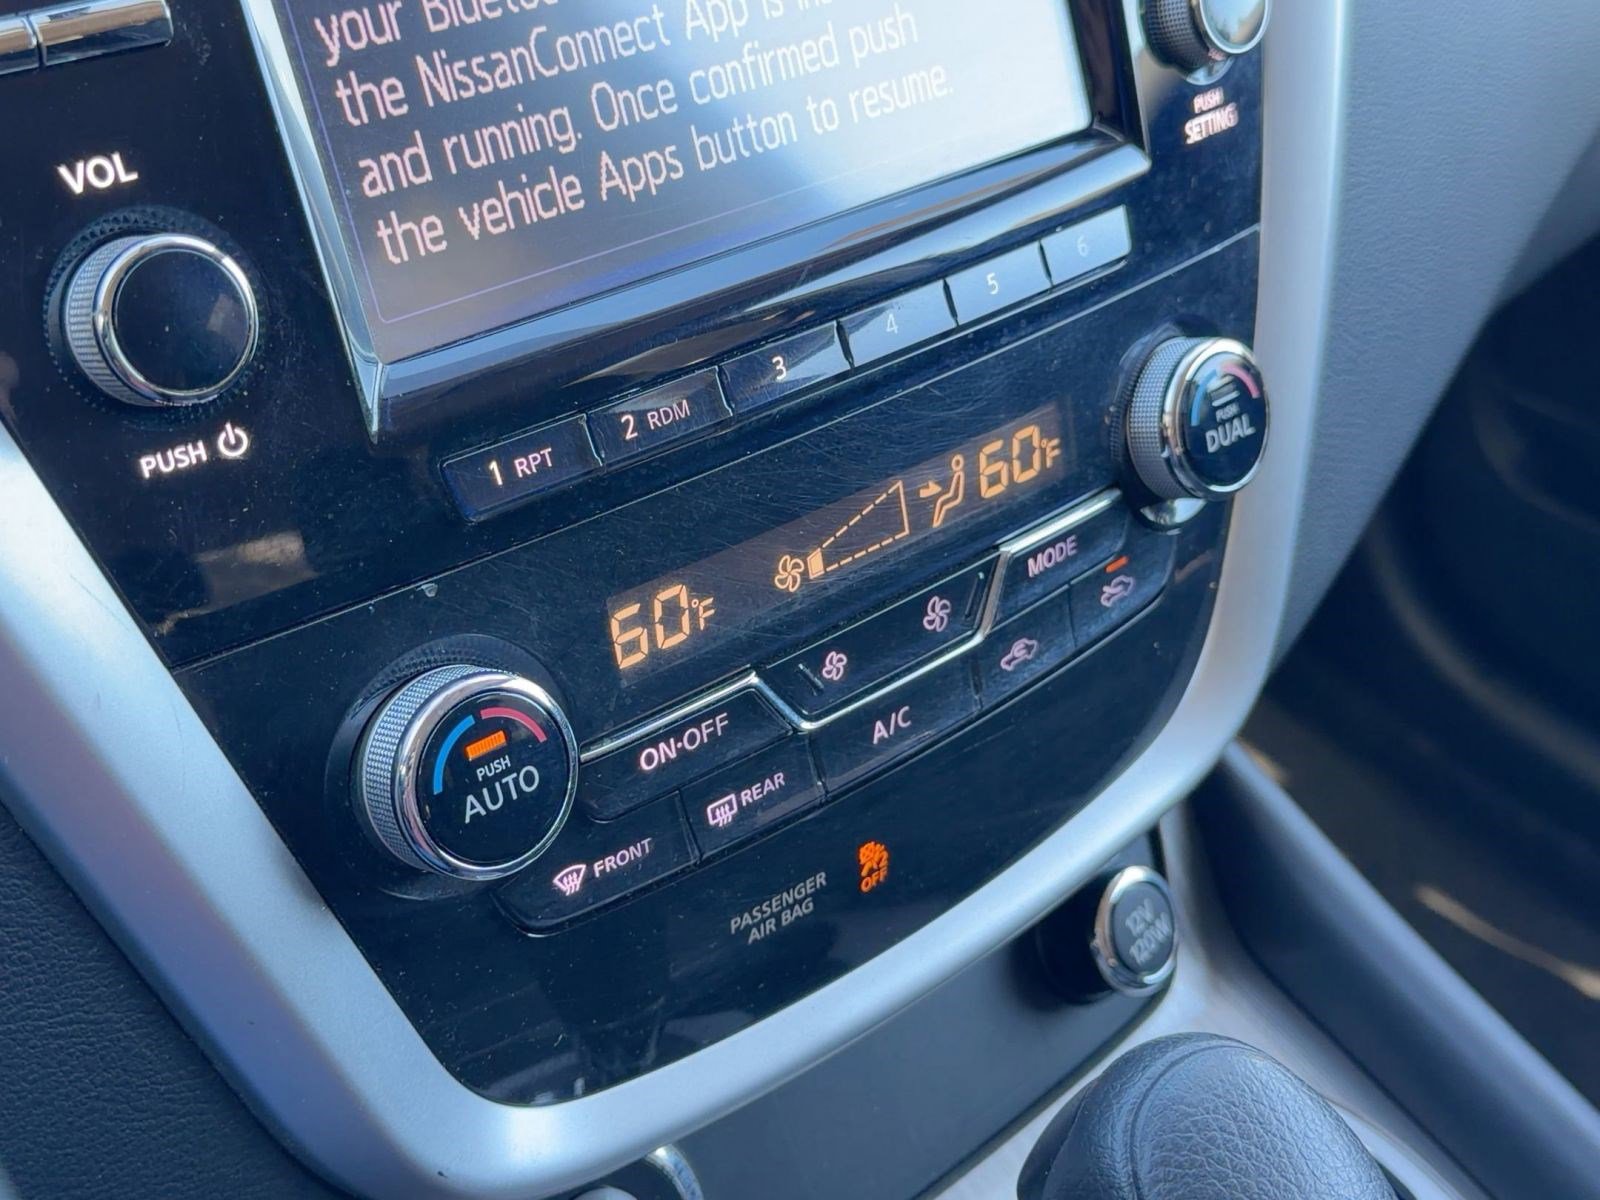 your
the NissanConnect App is
and running. Once confirmed push
the vehicle Apps button to resume.
VOL
PUSH
PUSH
SETTING
1 RPT
2 RDM
3
4
5
6
60°F
60°F
PUSH
DUAL
MODE
ON·OFF
A/C
PUSH
AUTO
FRONT
REAR
PASSENGER
AIR BAG
2
OFF
12V
120W